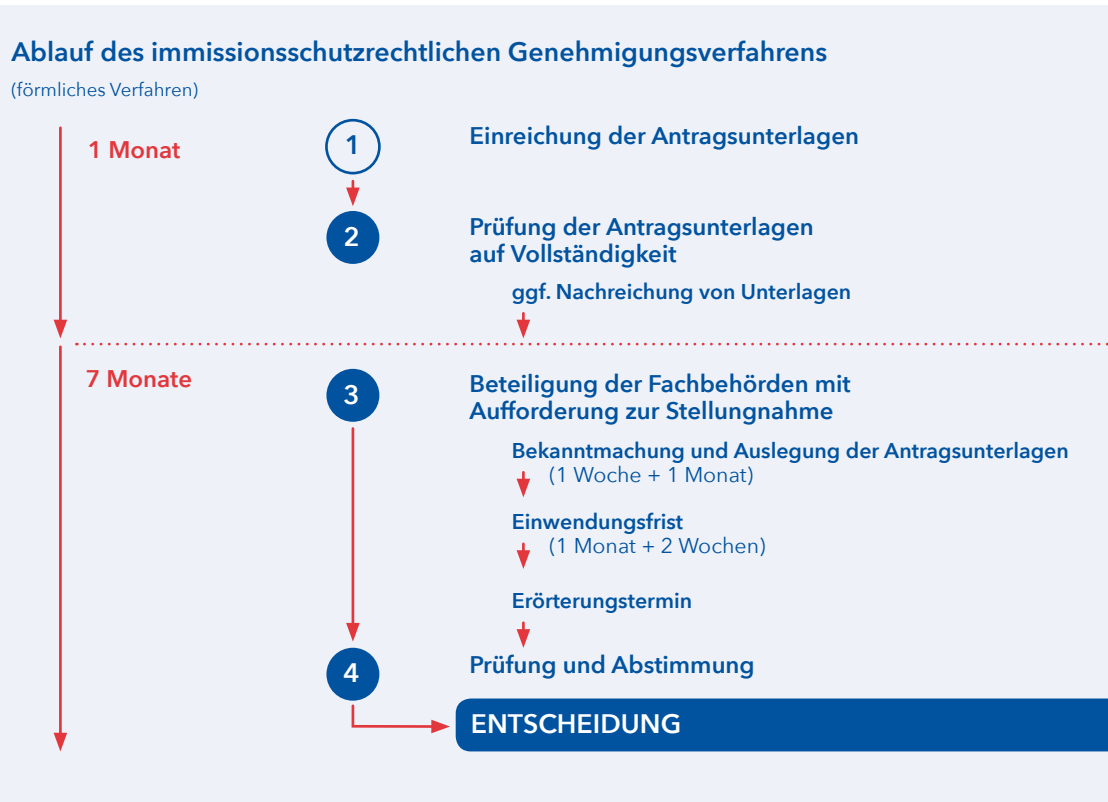 Ablauf des immissionsschutzrechtlichen Genehmigungsverfahrens
(förmliches Verfahren)
1 Monat
1
Einreichung der Antragsunterlagen
2
Prüfung der Antragsunterlagen
auf Vollständigkeit
ggf. Nachreichung von Unterlagen
7 Monate
3
Beteiligung der Fachbehörden mit
Aufforderung zur Stellungnahme
Bekanntmachung und Auslegung der Antragsunterlagen
(1 Woche + 1 Monat)
Einwendungsfrist
(1 Monat + 2 Wochen)
Erörterungstermin
4
Prüfung und Abstimmung
ENTSCHEIDUNG